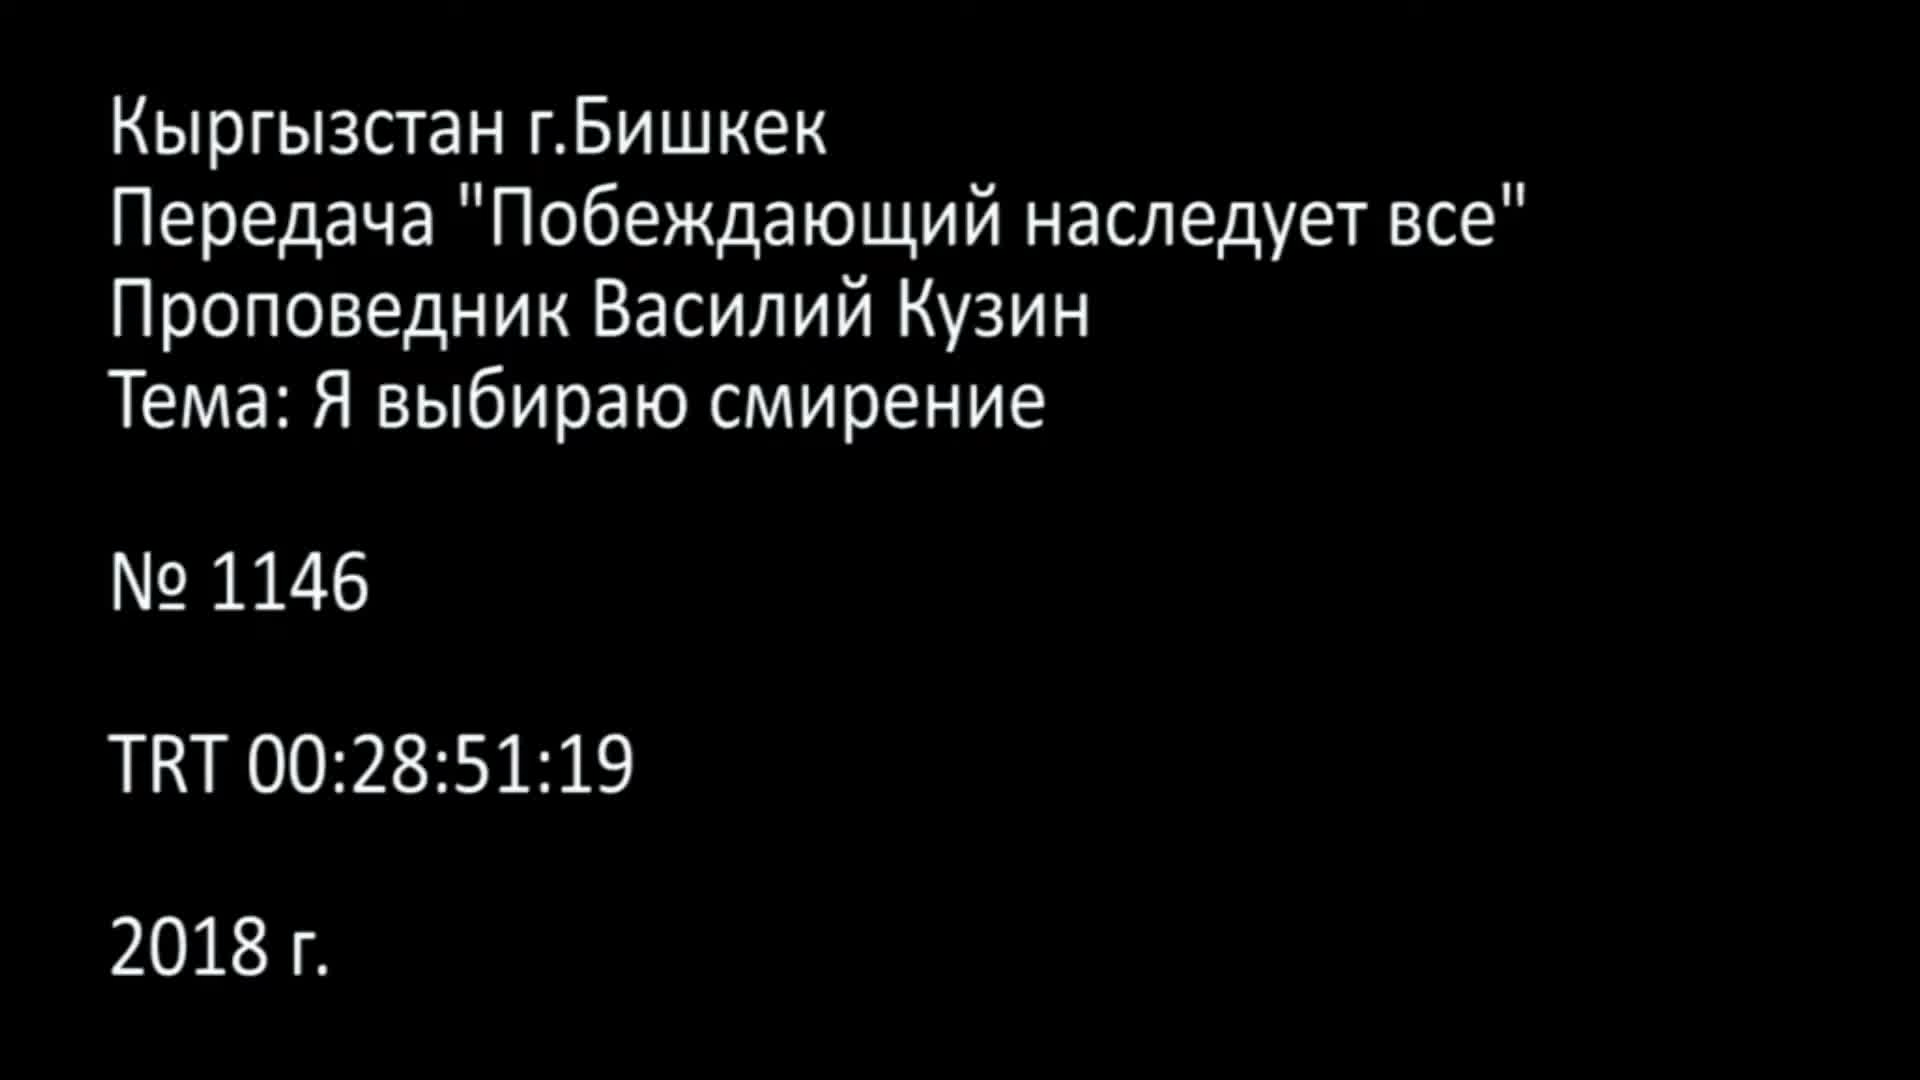 Кыргызстан г.Бишкек
Передача "Побеждающий наследует все"
Проповедник Василий Кузин
Тема: Я выбираю смирение
№ 1146
TRT 00:28:51:19
2018 г.